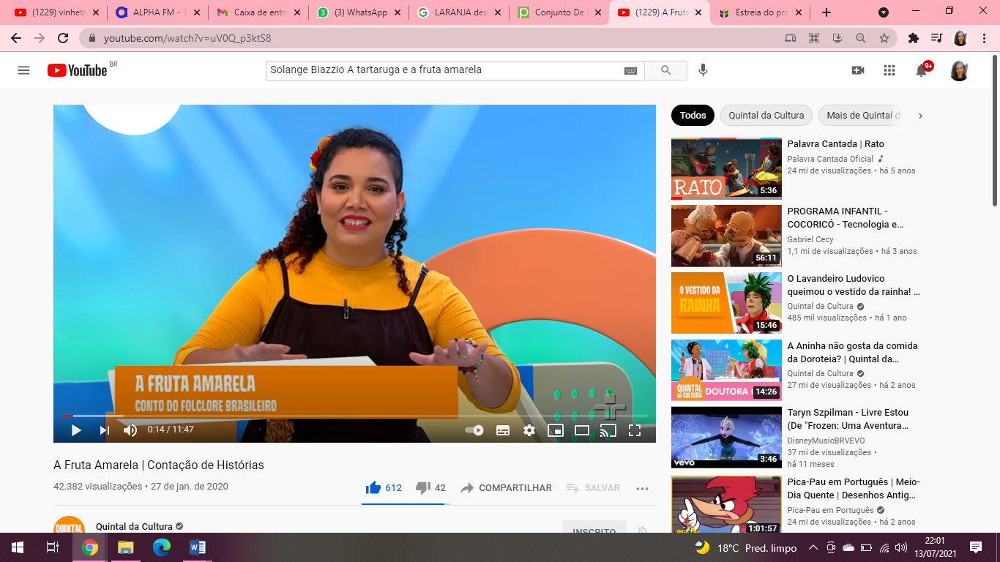 (1229) vinheta
ALPHA FM - 1
Caixa de entr
(3) WhatsApp
LARANJA des
Conjunto De
(1229) A Fruta
Estreia do pro
youtube.com/watch?v=uV0Q_p3ktS8
YouTube BR
Solange Biazzio A tartaruga e a fruta amarela
9+
A FRUTA AMARELA
CONTO DO FOLCLORE BRASILEIRO
0:14 / 11:47
A Fruta Amarela | Contação de Histórias
42.382 visualizações • 27 de jan. de 2020
612
42
COMPARTILHAR
SALVAR
QUINTAL
Quintal da Cultura
INSCRITO
Todos
Quintal da Cultura
Mais de Quintal d
RATO
5:36
Palavra Cantada | Rato
Palavra Cantada Oficial
24 mi de visualizações • há 5 anos
56:11
PROGRAMA INFANTIL -
COCORICÓ - Tecnologia e...
Gabriel Cecy
1,1 mi de visualizações • há 3 anos
O VESTIDO DA
RAINHA
15:46
O Lavandeiro Ludovico
queimou o vestido da rainha! ...
Quintal da Cultura
485 mil visualizações • há 1 ano
QUINTAL
DA CULTURA
DOUTORA
14:26
A Aninha não gosta da comida
da Doroteia? | Quintal da...
Quintal da Cultura
27 mi de visualizações • há 2 anos
vevo
3:46
Taryn Szpilman - Livre Estou
(De "Frozen: Uma Aventura...
DisneyMusicBRVEVO
37 mi de visualizações •
há 11 meses
1:01:57
Pica-Pau em Português | Meio-
Dia Quente | Desenhos Antig...
Pica-Pau em Português
24 mi de visualizações • há 2 anos
18°C Pred. limpo
22:01
13/07/2021